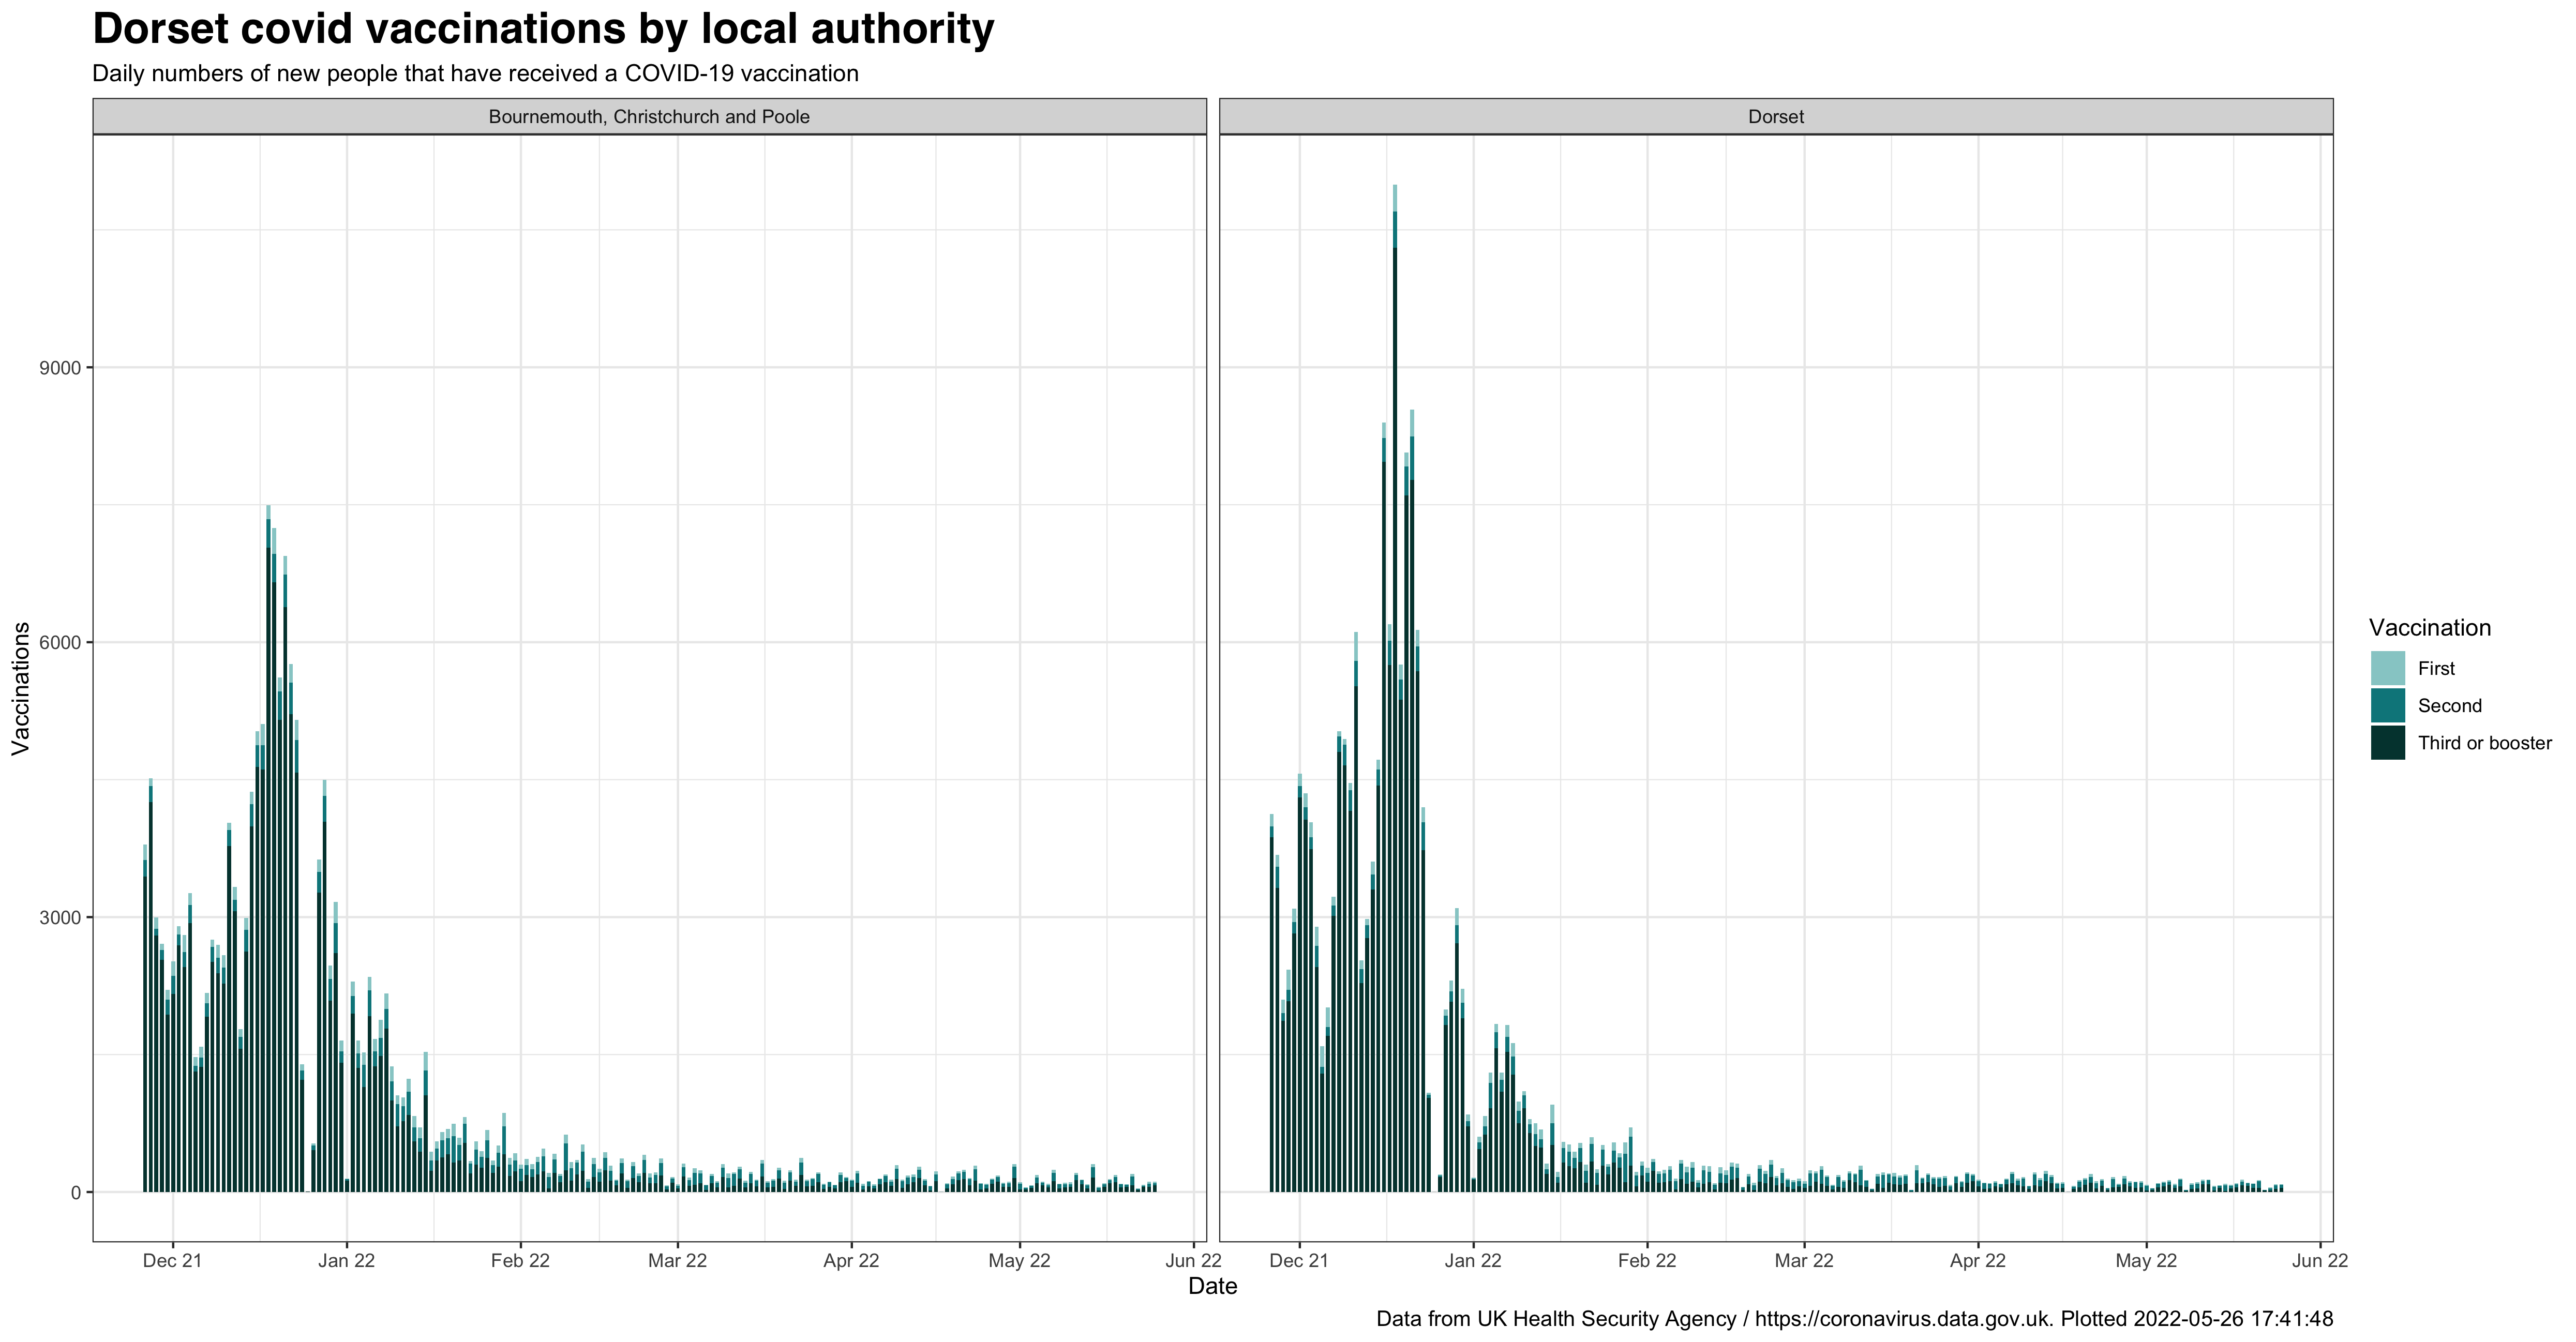 Dorset covid vaccinations by local authority
Daily numbers of new people that have received a COVID-19 vaccination
Bournemouth, Christchurch and Poole
Dorset
Vaccinations
9000
6000
3000
0
Dec 21
Jan 22
Feb 22
Mar 22
Apr 22
May 22
Jun 22
Dec 21
Jan 22
Feb 22
Mar 22
Apr 22
May 22
Jun 22
Date
Vaccination
First
Second
Third or booster
Data from UK Health Security Agency / https://coronavirus.data.gov.uk. Plotted 2022-05-26 17:41:48